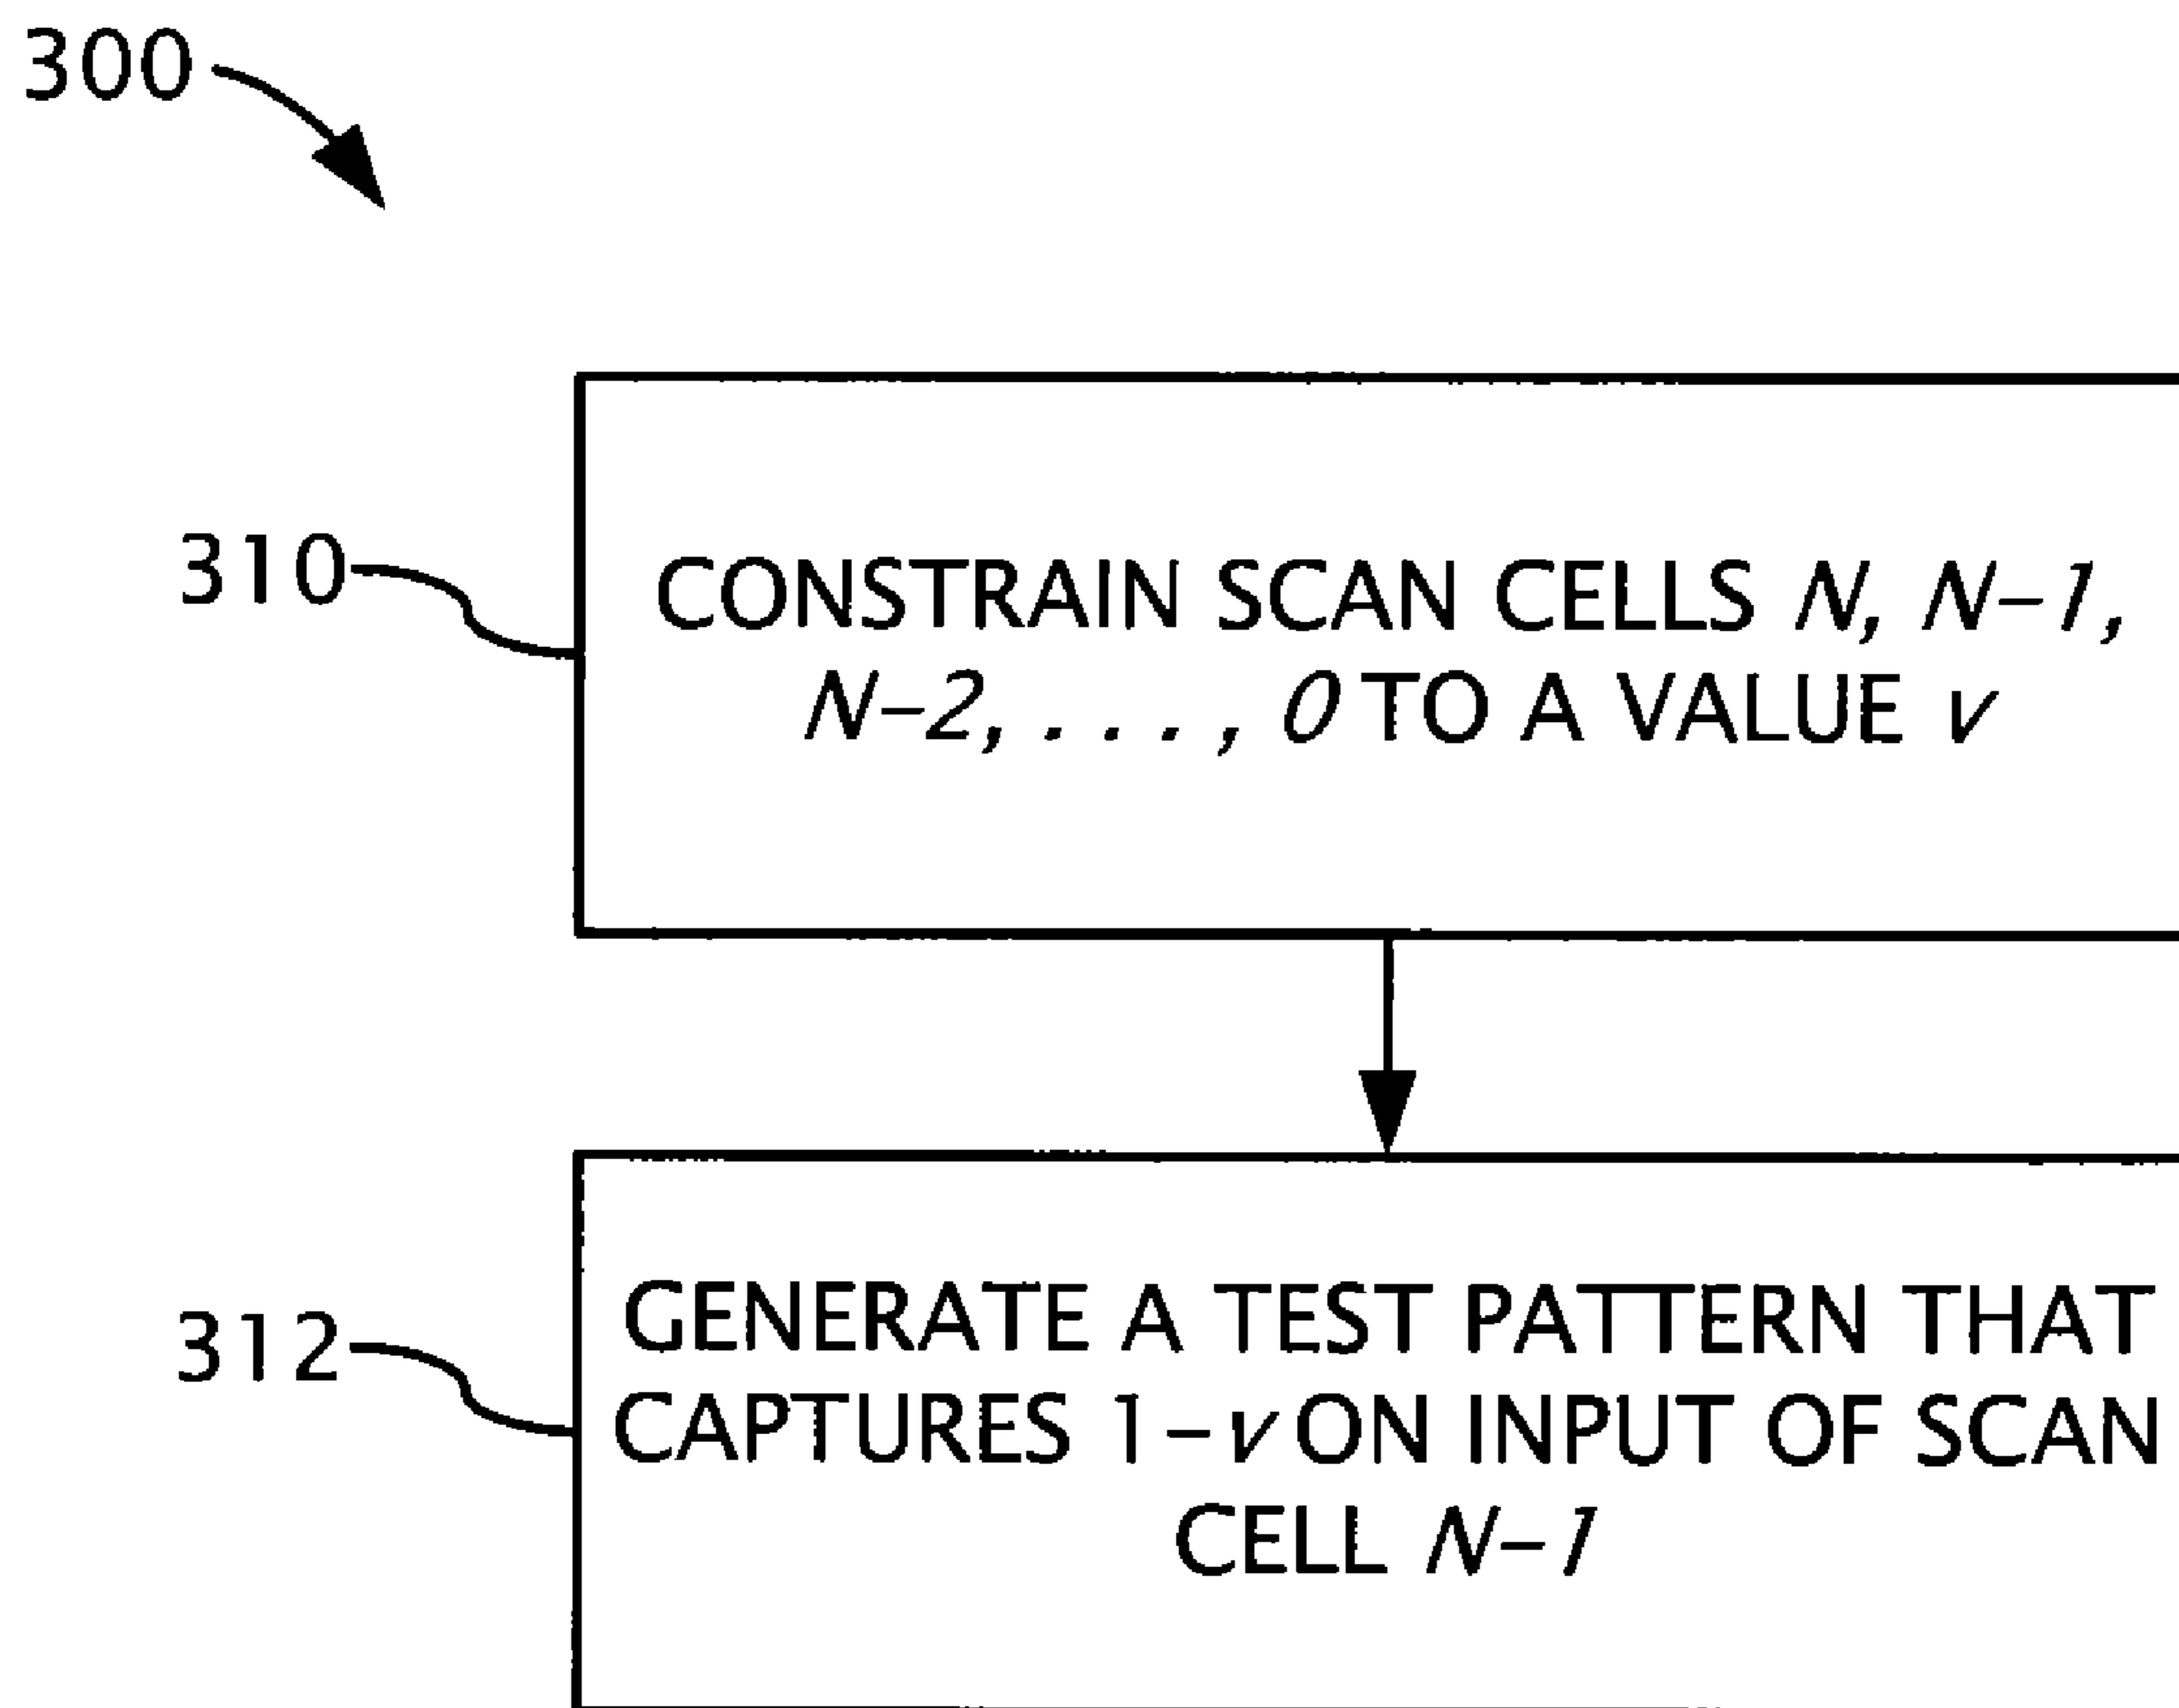 300
310
CONSTRAIN SCAN CELLS N, N–1,
N–2, . . . , 0 TO A VALUE v
312
GENERATE A TEST PATTERN THAT
CAPTURES 1–v ON INPUT OF SCAN
CELL N–1